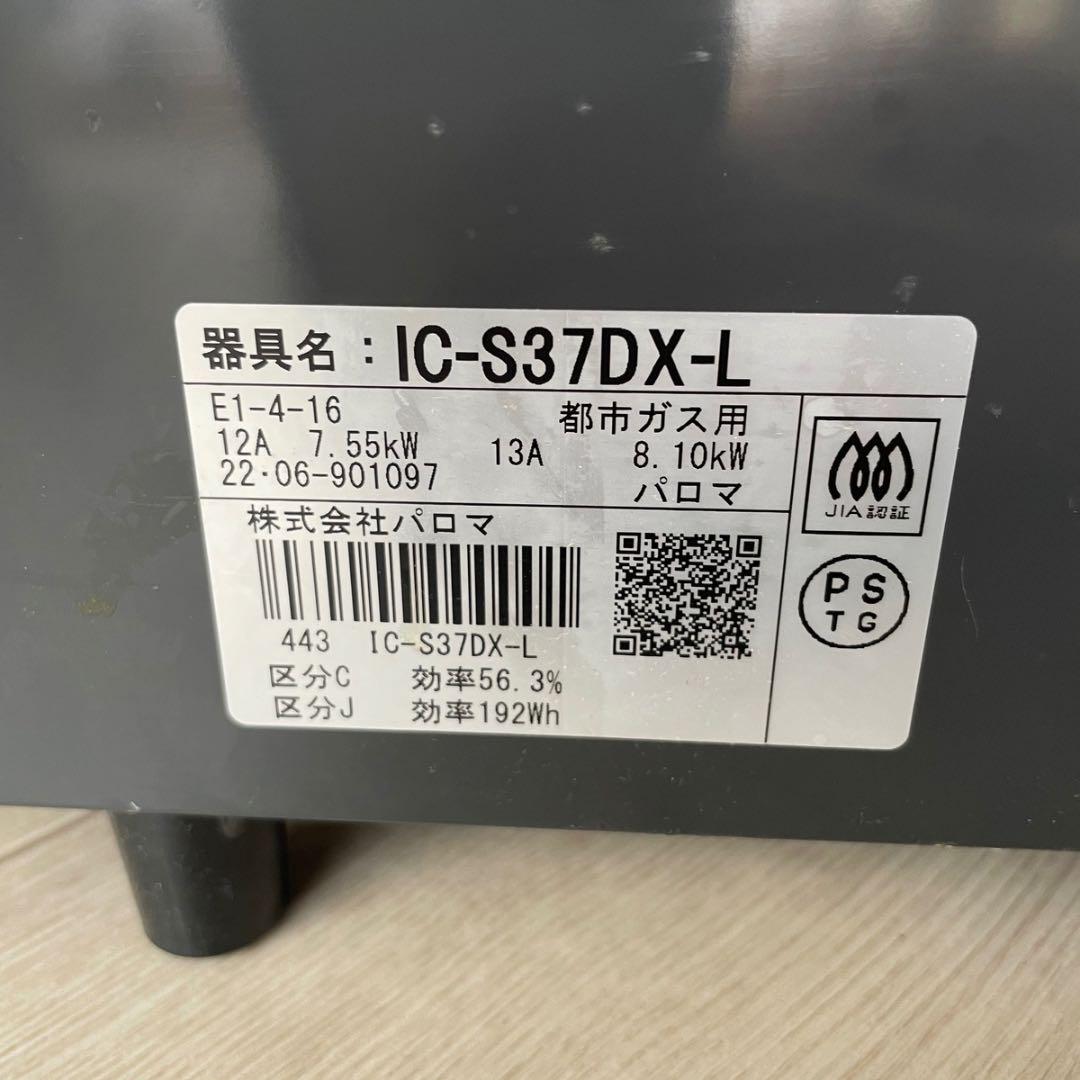 器具名：IC-S37DX-L
E1-4-16 都市ガス用
12A 7.55kW 13A 8.10kW
22・06-901097 パロマ
株式会社パロマ
443 IC-S37DX-L
区分C 効率56.3%
区分J 効率192Wh
JIA認証
PS
TG